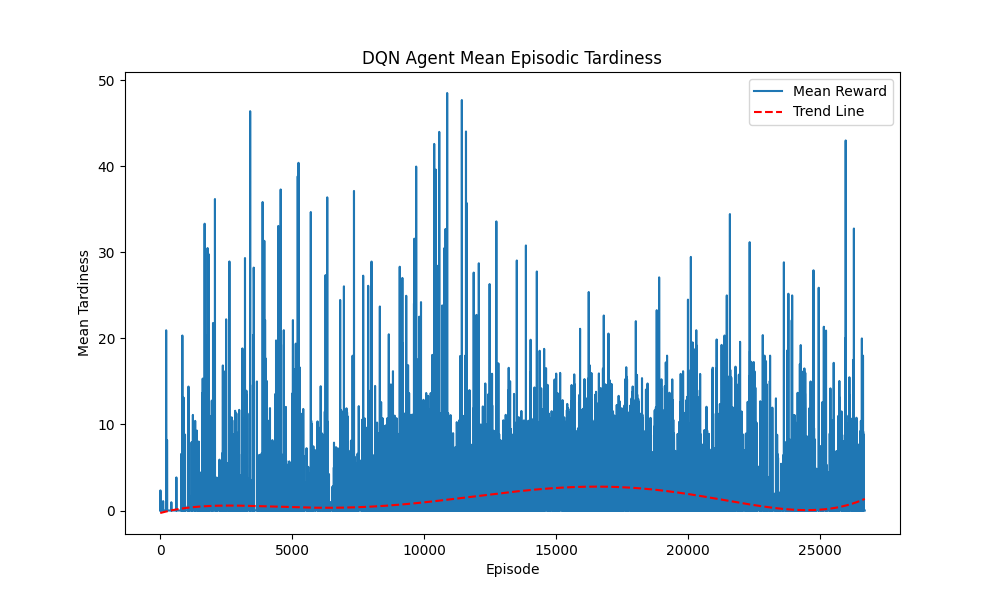 DQN Agent Mean Episodic Tardiness
Mean Reward
Trend Line
50
40
30
20
10
0
Mean Tardiness
0 5000 10000 15000 20000 25000
Episode